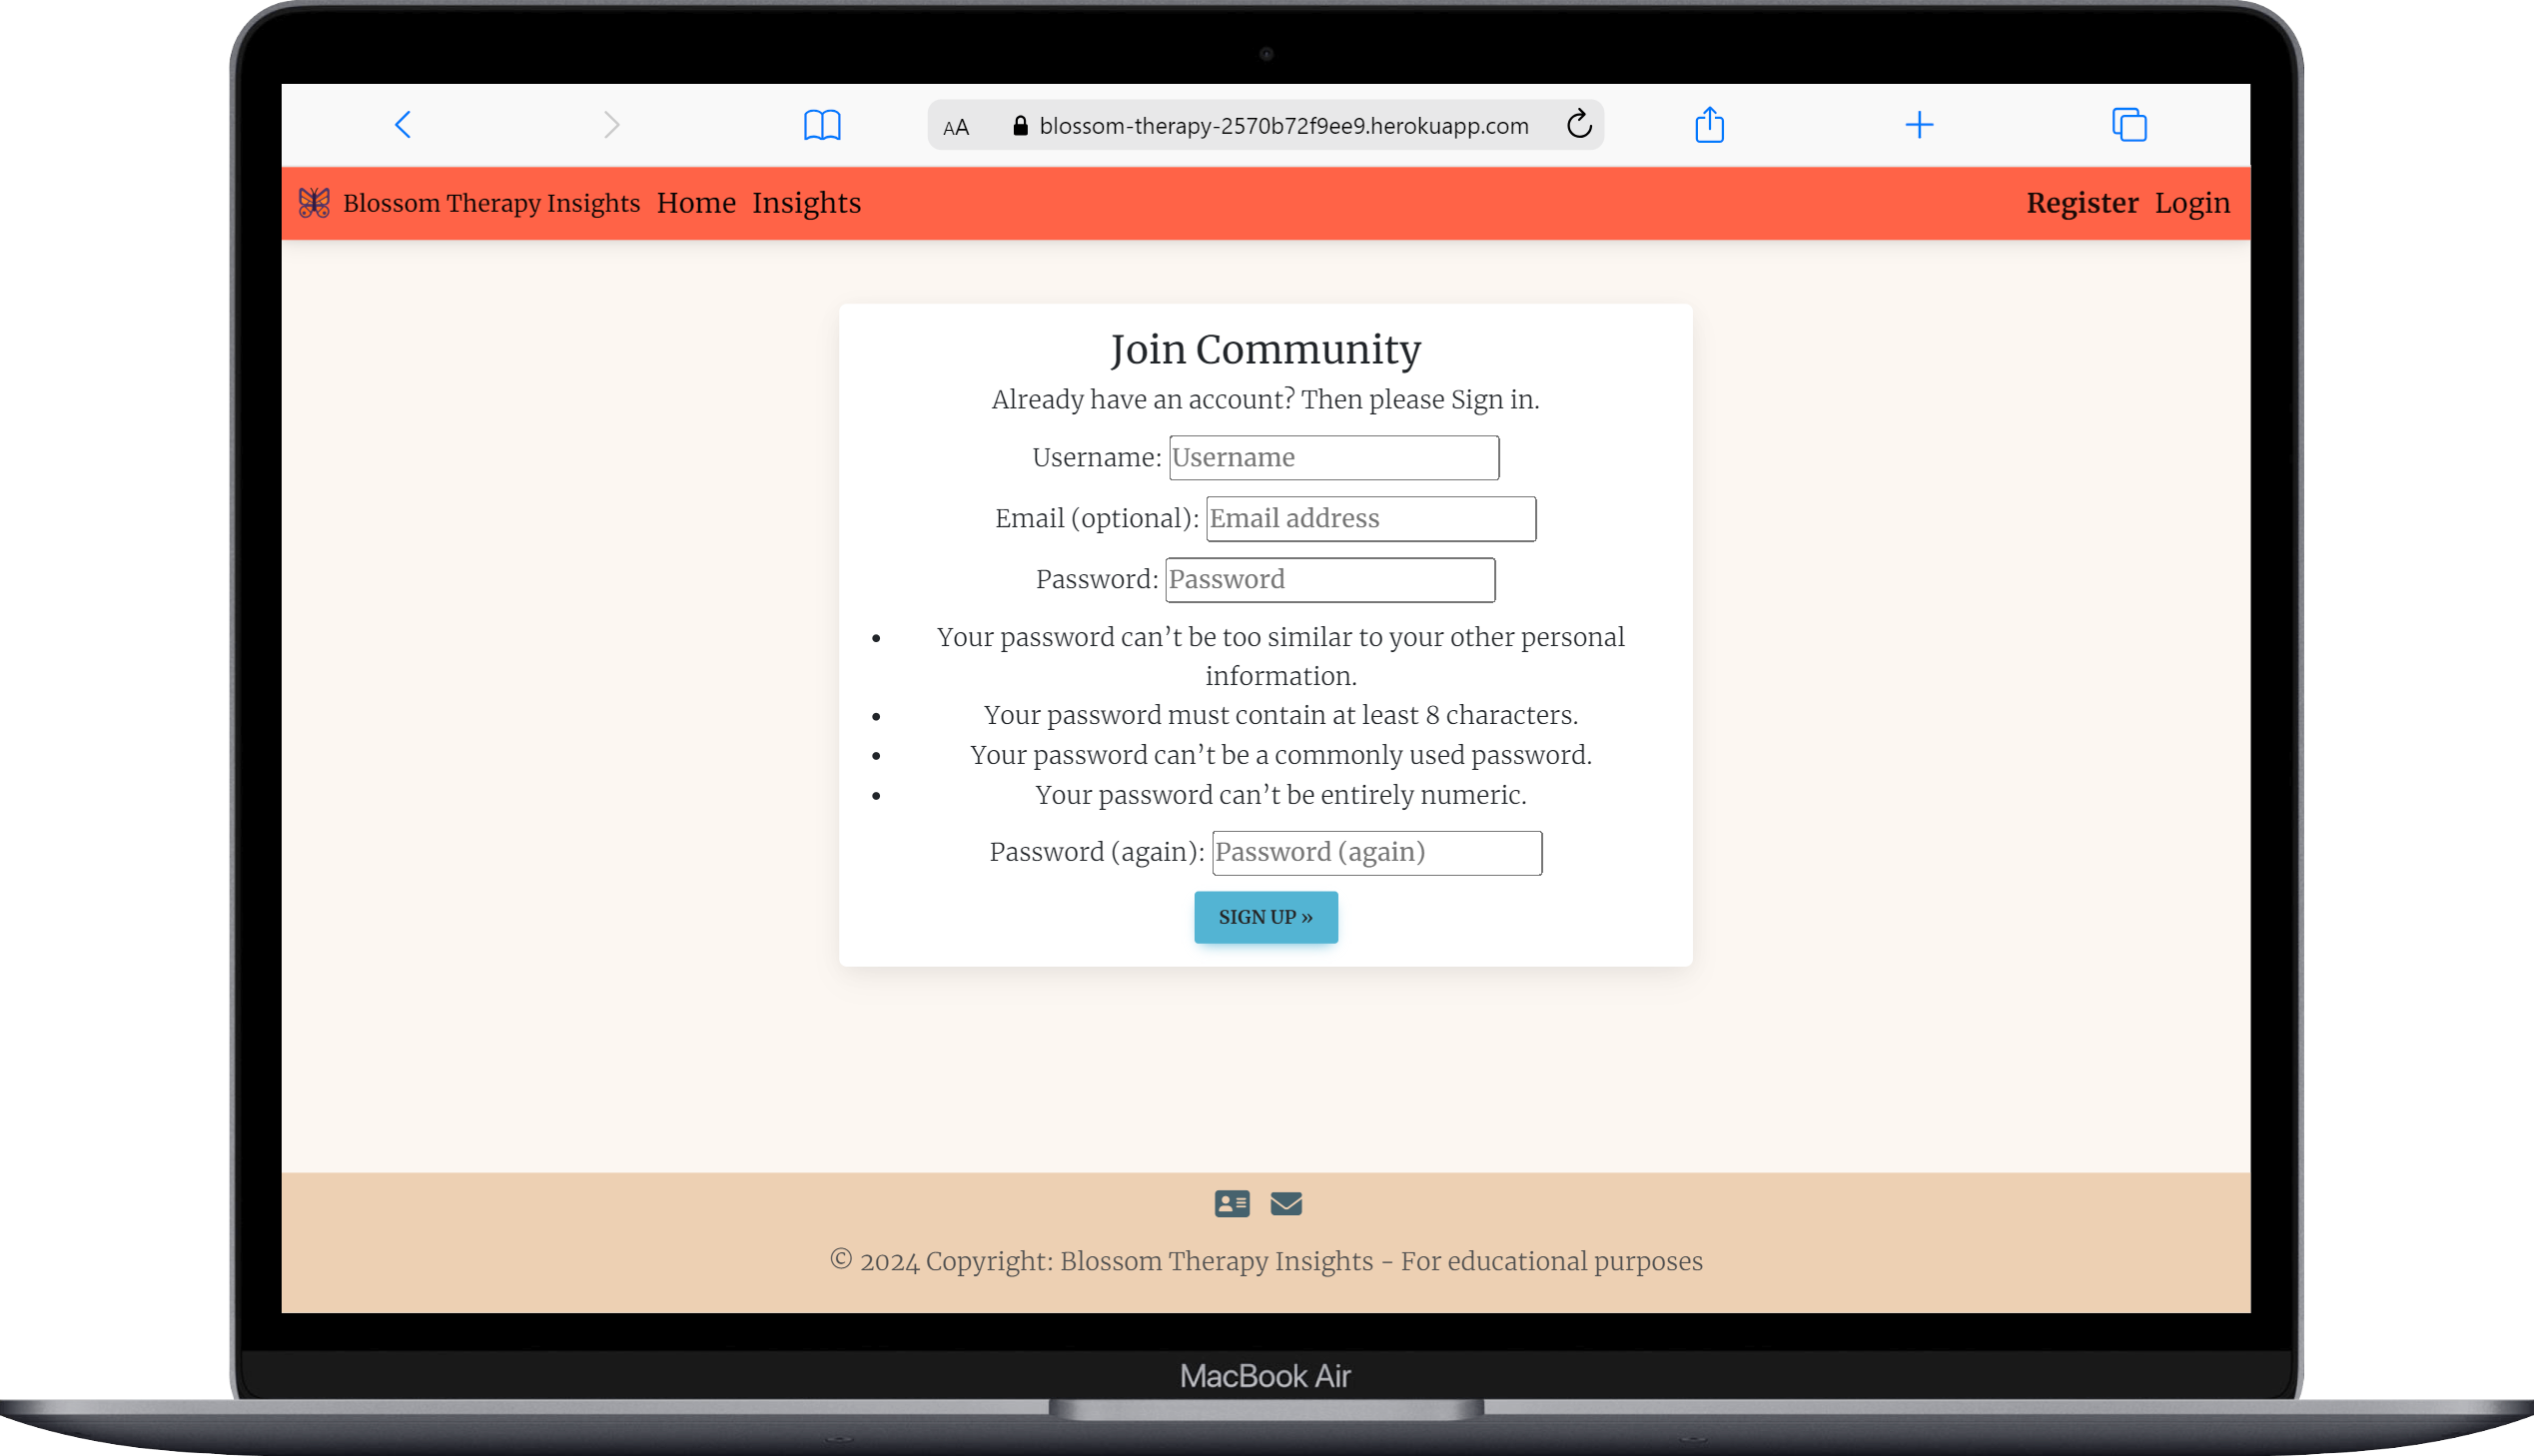 AA blossom-therapy-2570b72f9ee9.herokuapp.com
Blossom Therapy Insights Home Insights Register Login
Join Community
Already have an account? Then please Sign in.
Username: Username
Email (optional): Email address
Password: Password
• Your password can’t be too similar to your other personal
information.
• Your password must contain at least 8 characters.
• Your password can’t be a commonly used password.
• Your password can’t be entirely numeric.
Password (again): Password (again)
SIGN UP »
© 2024 Copyright: Blossom Therapy Insights - For educational purposes
MacBook Air